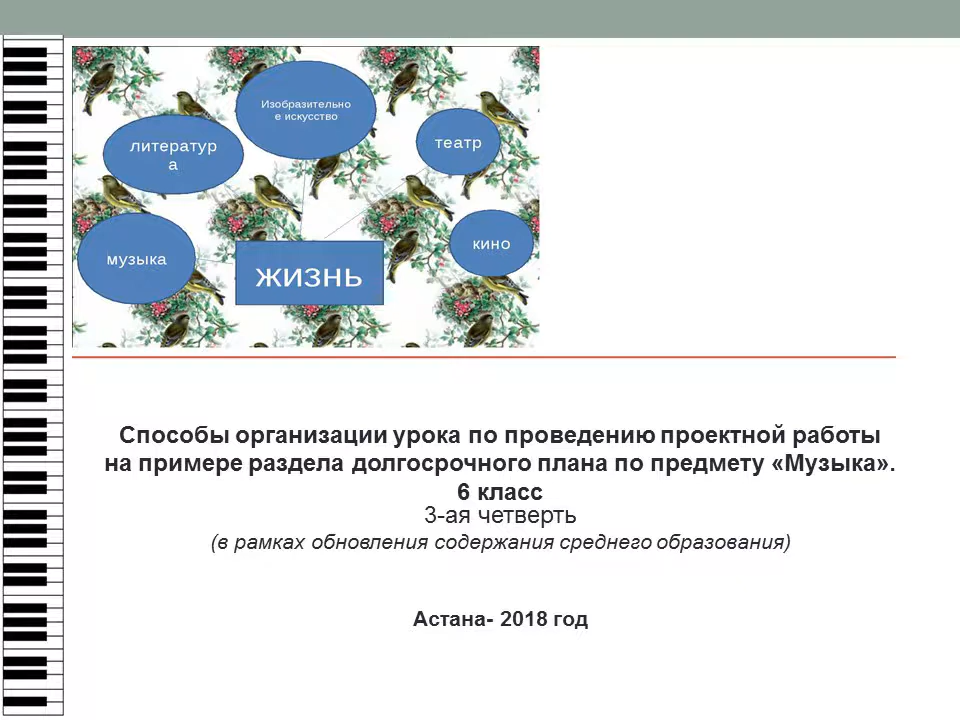 Изобразительно
е искусство
литератур
а
театр
музыка
кино
жизнь
Способы организации урока по проведению проектной работы
на примере раздела долгосрочного плана по предмету «Музыка».
6 класс
3-ая четверть
(в рамках обновления содержания среднего образования)
Астана- 2018 год